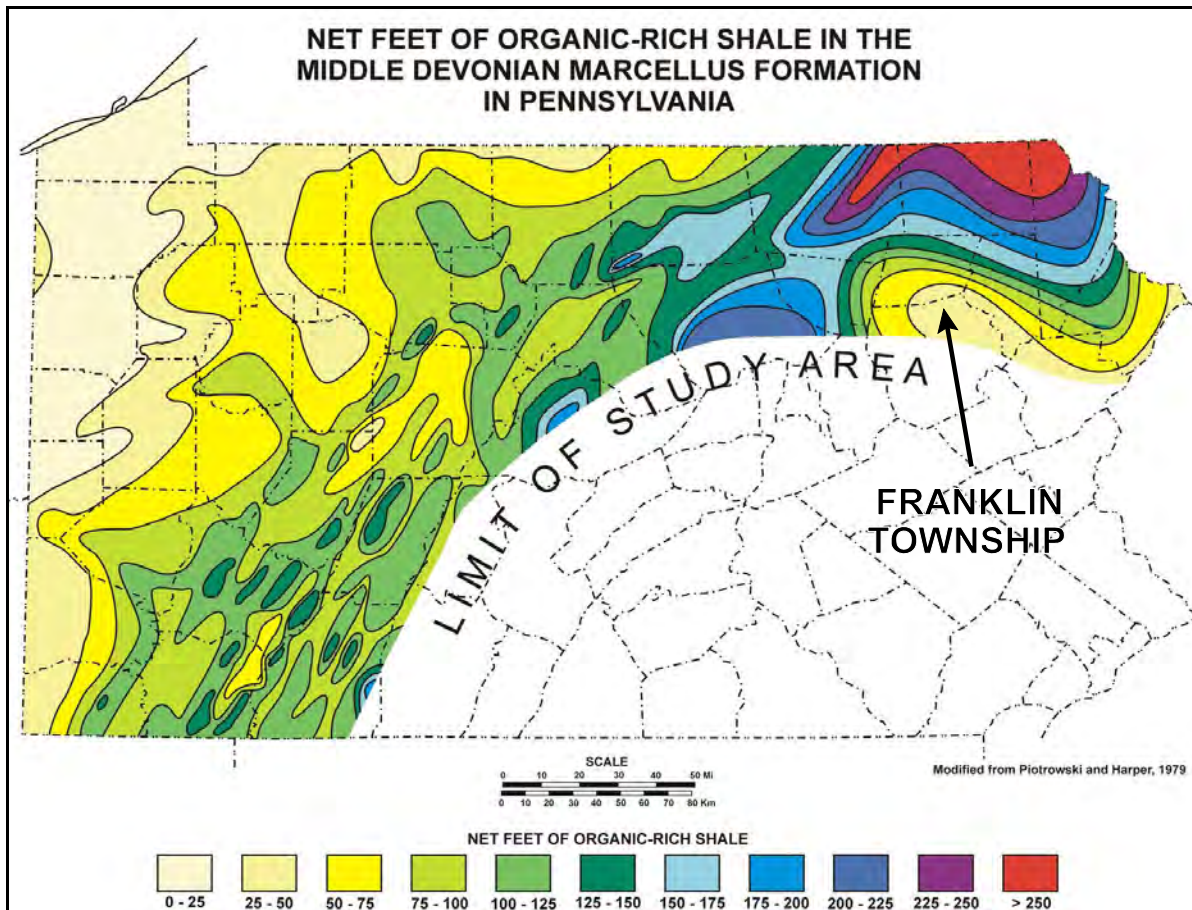 NET FEET OF ORGANIC-RICH SHALE IN THE
MIDDLE DEVONIAN MARCELLUS FORMATION
IN PENNSYLVANIA
LIMIT OF STUDY AREA
FRANKLIN
TOWNSHIP
SCALE
0 10 20 30 40 50 Mi
0 10 20 30 40 50 60 70 80 Km
Modified from Piotrowski and Harper, 1979
NET FEET OF ORGANIC-RICH SHALE
0 - 25 25 - 50 50 - 75 75 - 100 100 - 125 125 - 150 150 - 175 175 - 200 200 - 225 225 - 250 > 250